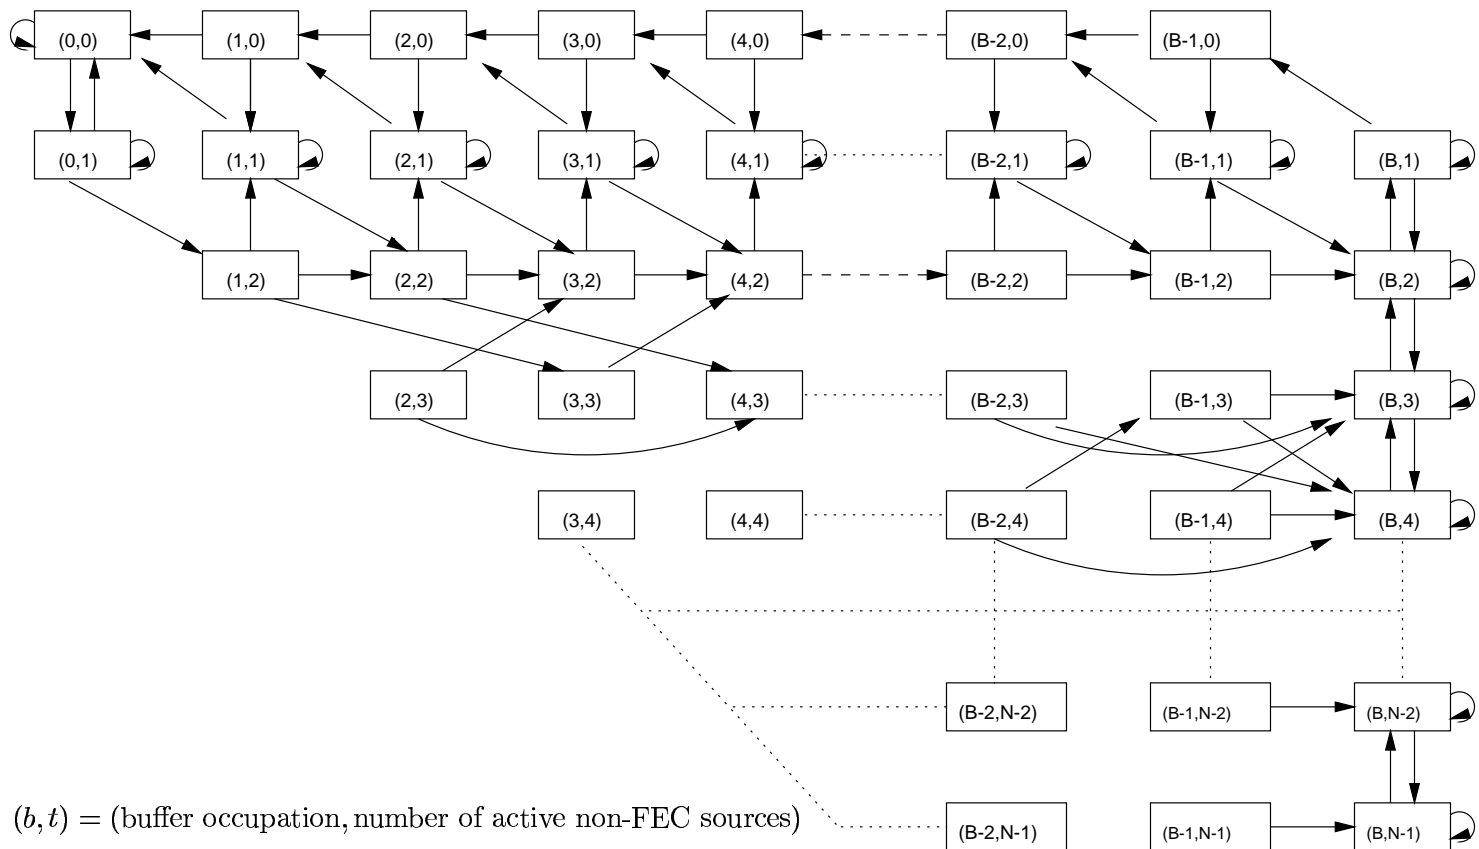 (0,0) (1,0) (2,0) (3,0) (4,0) (B-2,0) (B-1,0)
(0,1) (1,1) (2,1) (3,1) (4,1) (B-2,1) (B-1,1) (B,1)
(1,2) (2,2) (3,2) (4,2) (B-2,2) (B-1,2) (B,2)
(2,3) (3,3) (4,3) (B-2,3) (B-1,3) (B,3)
(3,4) (4,4) (B-2,4) (B-1,4) (B,4)
(B-2,N-2) (B-1,N-2) (B,N-2)
(b, t) = (buffer occupation, number of active non-FEC sources)
(B-2,N-1) (B-1,N-1) (B,N-1)